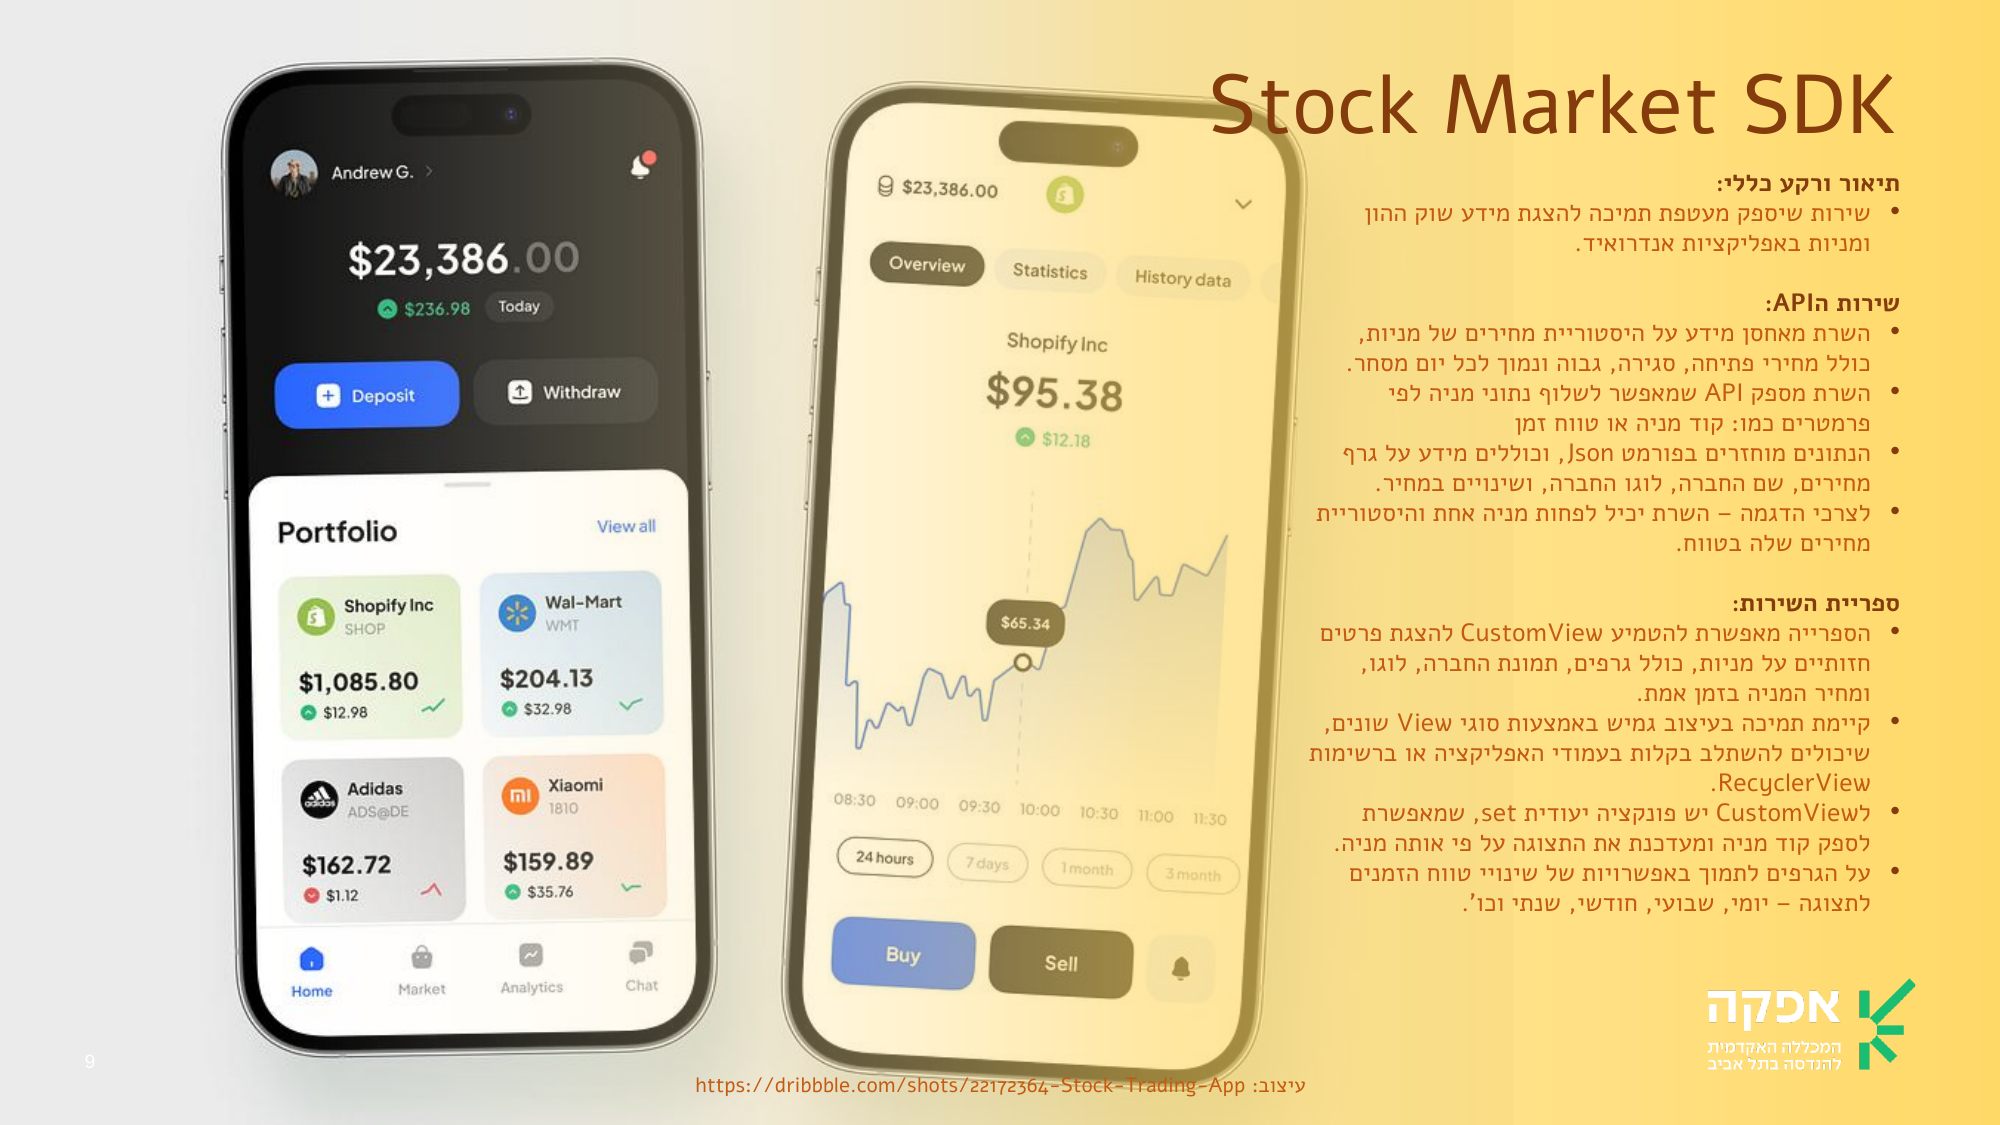 Stock Market SDK
תיאור ורקע כללי:
• שירות שיספק מעטפת תמיכה להצגת מידע שוק ההון
ומניות באפליקציות אנדרואיד.
שירות הAPI:
• השרת מאחסן מידע על היסטוריית מחירים של מניות,
כולל מחירי פתיחה, סגירה, גבוה ונמוך לכל יום מסחר.
• השרת מספק API שמאפשר לשלוף נתוני מניה לפי
פרמטרים כמו: קוד מניה או טווח זמן
• הנתונים מוחזרים בפורמט Json, וכוללים מידע על גרף
מחירים, שם החברה, לוגו החברה, ושינויים במחיר.
• לצרכי הדגמה – השרת יכיל לפחות מניה אחת והיסטוריית
מחירים שלה בטווח.
ספריית השירות:
• הספרייה מאפשרת להטמיע CustomView להצגת פרטים
חזותיים על מניות, כולל גרפים, תמונת החברה, לוגו,
ומחיר המניה בזמן אמת.
• קיימת תמיכה בעיצוב גמיש באמצעות סוגי View שונים,
שיכולים להשתלב בקלות בעמודי האפליקציה או ברשימות
RecyclerView.
• לCustomView יש פונקציה יעודית set, שמאפשרת
לספק קוד מניה ומעדכנת את התצוגה על פי אותה מניה.
• על הגרפים לתמוך באפשרויות של שינויי טווח הזמנים
לתצוגה – יומי, שבועי, חודשי, שנתי וכו'.
Andrew G. >
$23,386.00
$236.98 Today
Deposit Withdraw
Portfolio View all
Shopify Inc
SHOP
$1,085.80
$12.98
Wal-Mart
WMT
$204.13
$32.98
adidas
Adidas
ADS@DE
$162.72
$1.12
Xiaomi
1810
$159.89
$35.76
Home Market Analytics Chat
$23,386.00
Overview Statistics History data
Shopify Inc
$95.38
$12.18
$65.34
08:30 09:00 09:30 10:00 10:30 11:00 11:30
24 hours 7 days 1 month 3 month
Buy Sell
אפקה
המכללה האקדמית
להנדסה בתל אביב
עיצוב: https://dribbble.com/shots/22172364-Stock-Trading-App
9